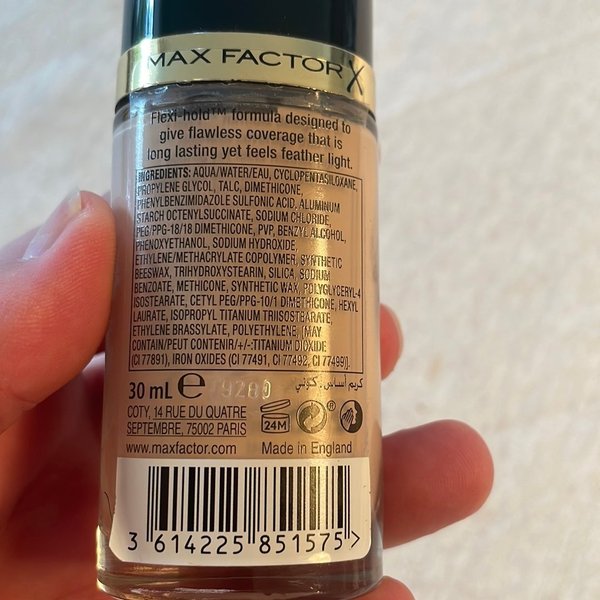 MAX FACTOR X
Flexi-hold™ formula designed to
give flawless coverage that is
long lasting yet feels feather light.
INGREDIENTS: AQUA/WATER/EAU, CYCLOPENTASILOXANE,
PROPYLENE GLYCOL, TALC, DIMETHICONE,
PHENYLBENZIMIDAZOLE SULFONIC ACID, ALUMINUM
STARCH OCTENYLSUCCINATE, SODIUM CHLORIDE,
PEG/PPG-18/18 DIMETHICONE, PVP, BENZYL ALCOHOL,
PHENOXYETHANOL, SODIUM HYDROXIDE,
ETHYLENE/METHACRYLATE COPOLYMER, SYNTHETIC
BEESWAX, TRIHYDROXYSTEARIN, SILICA, SODIUM
BENZOATE, METHICONE, SYNTHETIC WAX, POLYGLYCERYL-4
ISOSTEARATE, CETYL PEG/PPG-10/1 DIMETHICONE, HEXYL
LAURATE, ISOPROPYL TITANIUM TRIISOSTEARATE,
ETHYLENE BRASSYLATE, POLYETHYLENE, [MAY
CONTAIN/PEUT CONTENIR/+/-:TITANIUM DIOXIDE
(CI 77891), IRON OXIDES (CI 77491, CI 77492, CI 77499)].
30 mL e كريم أساس . كوتي
COTY, 14 RUE DU QUATRE
SEPTEMBRE, 75002 PARIS
24M
www.maxfactor.com Made in England
3 614225 851575 >